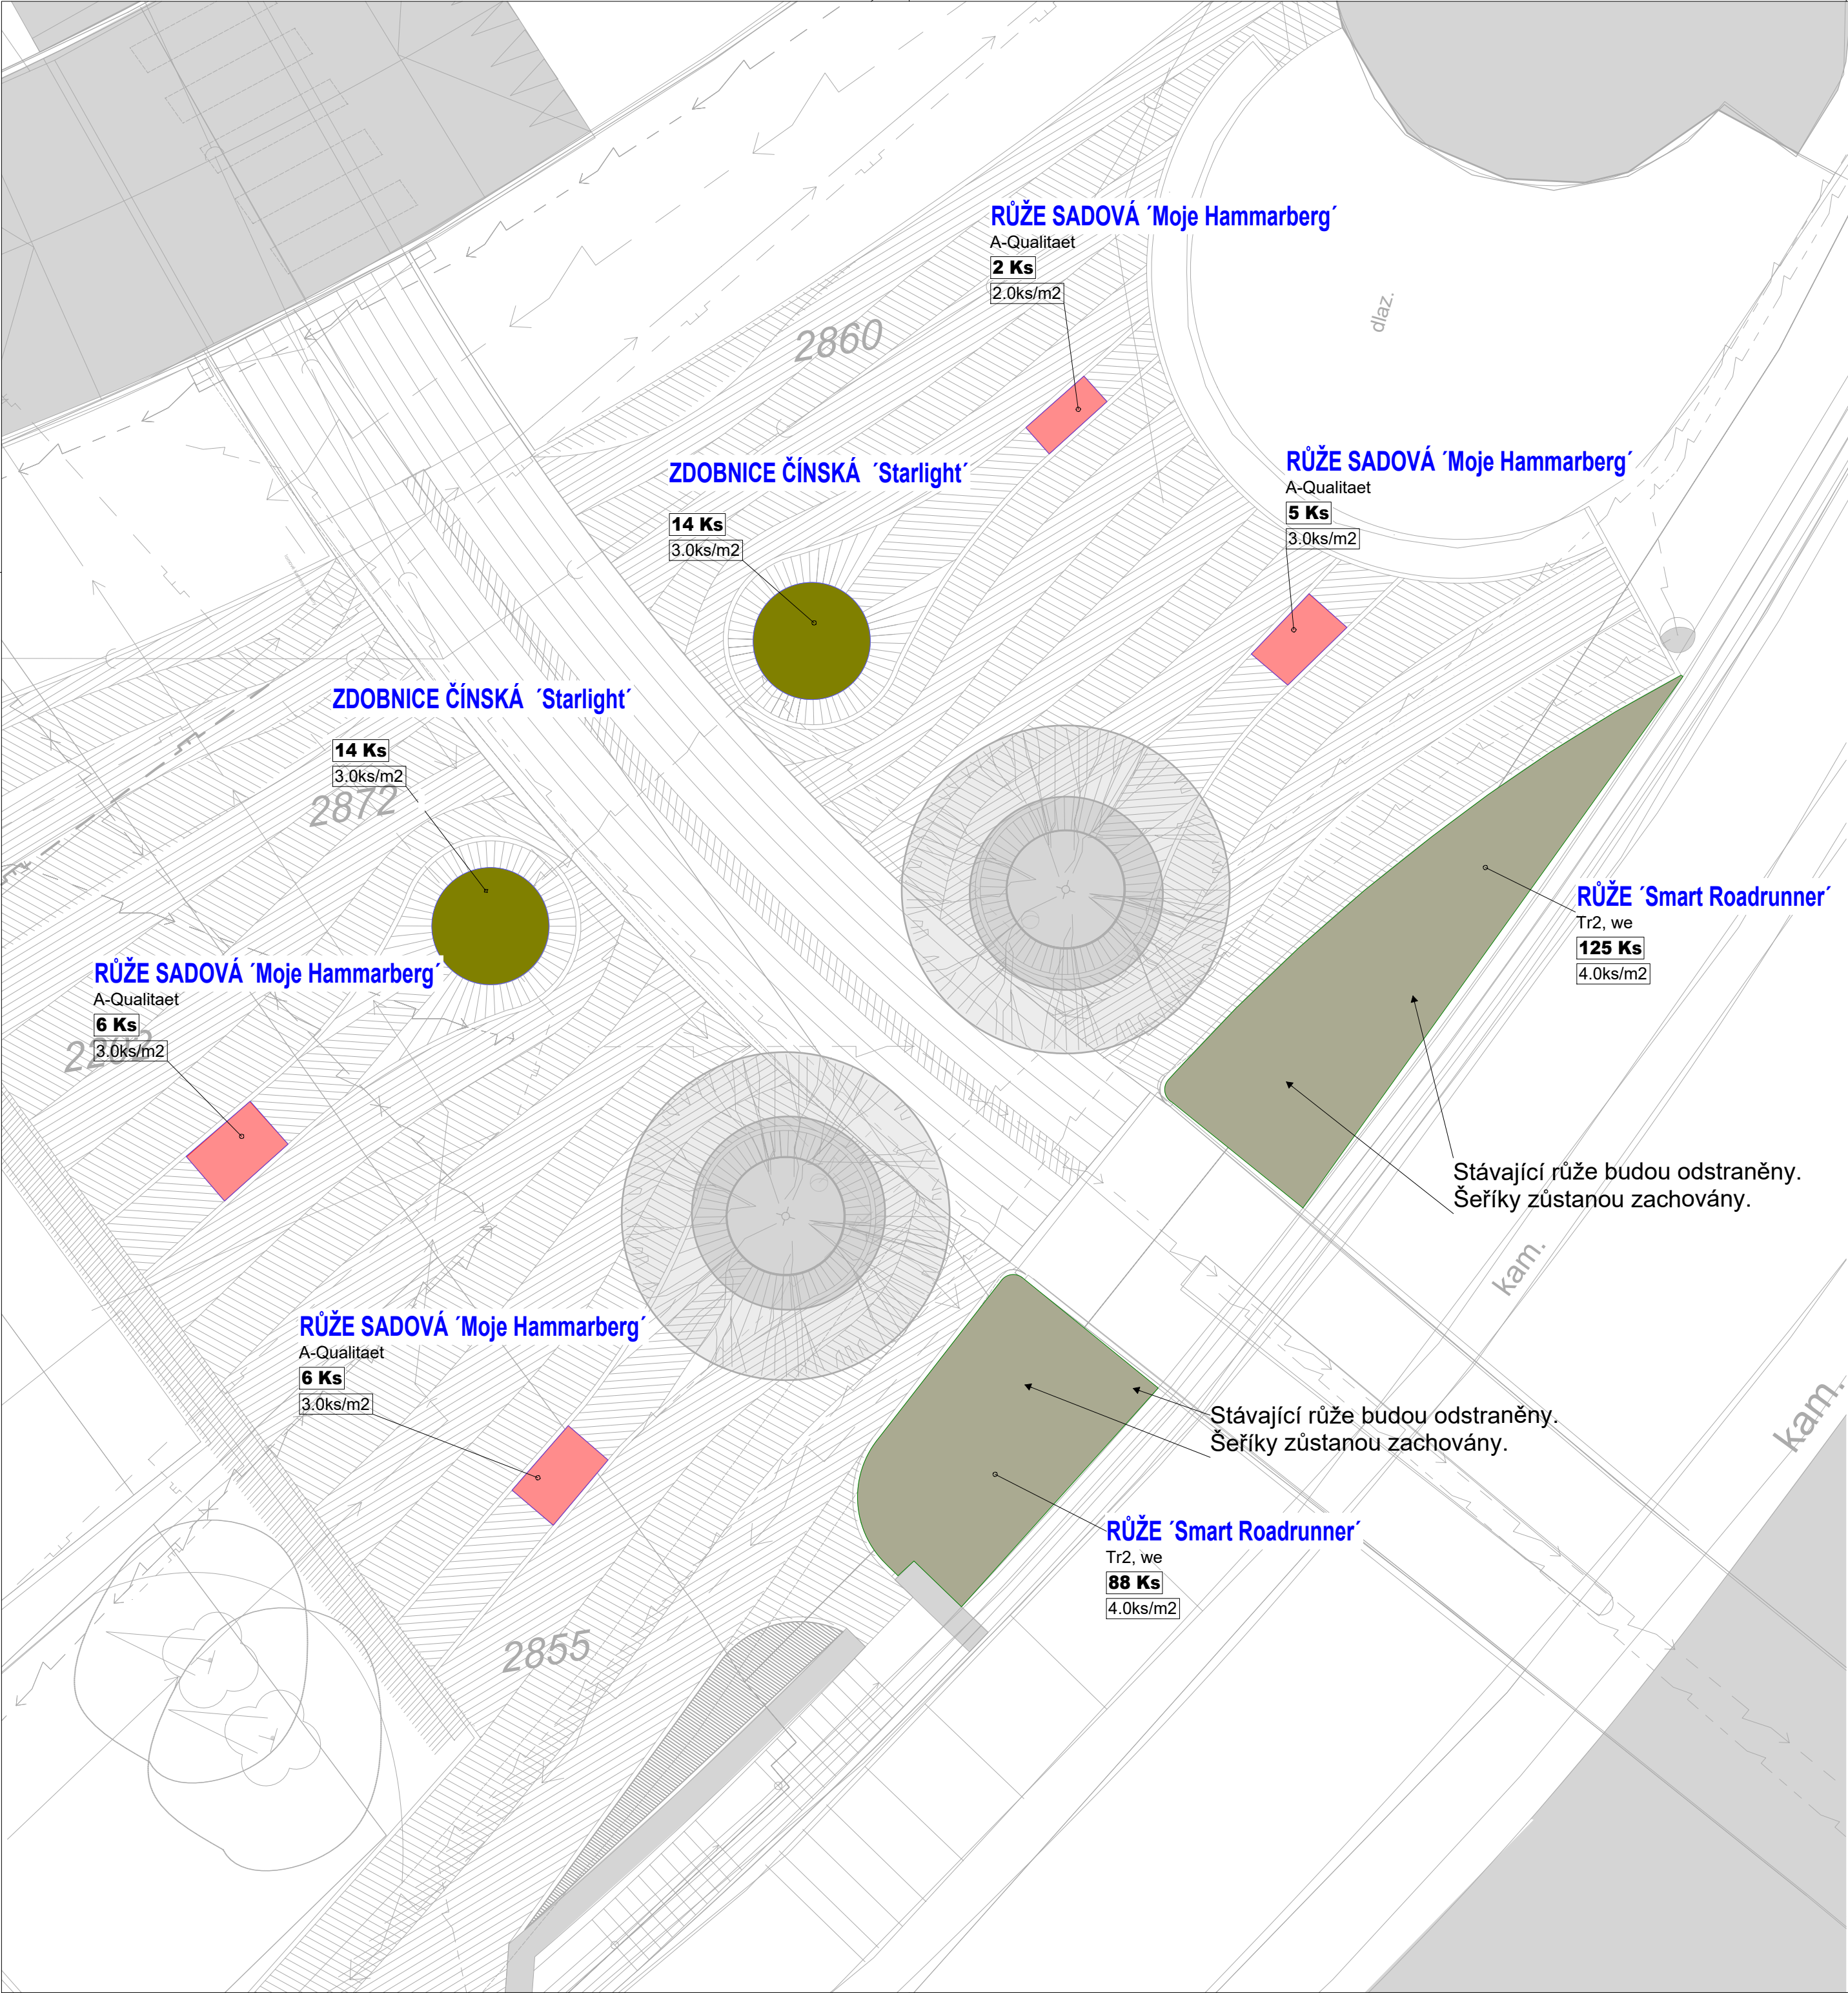 RŮŽE SADOVÁ ´Moje Hammarberg´
A-Qualitaet
2 Ks
2.0ks/m2
dlaz.
2860
RŮŽE SADOVÁ ´Moje Hammarberg´
A-Qualitaet
5 Ks
3.0ks/m2
ZDOBNICE ČÍNSKÁ ´Starlight´
14 Ks
3.0ks/m2
ZDOBNICE ČÍNSKÁ ´Starlight´
14 Ks
3.0ks/m2
2872
RŮŽE ´Smart Roadrunner´
Tr2, we
125 Ks
4.0ks/m2
RŮŽE SADOVÁ ´Moje Hammarberg´
A-Qualitaet
6 Ks
3.0ks/m2
Stávající růže budou odstraněny.
Šeříky zůstanou zachovány.
kam.
RŮŽE SADOVÁ ´Moje Hammarberg´
A-Qualitaet
6 Ks
3.0ks/m2
kam.
Stávající růže budou odstraněny.
Šeříky zůstanou zachovány.
RŮŽE ´Smart Roadrunner´
Tr2, we
88 Ks
4.0ks/m2
2855